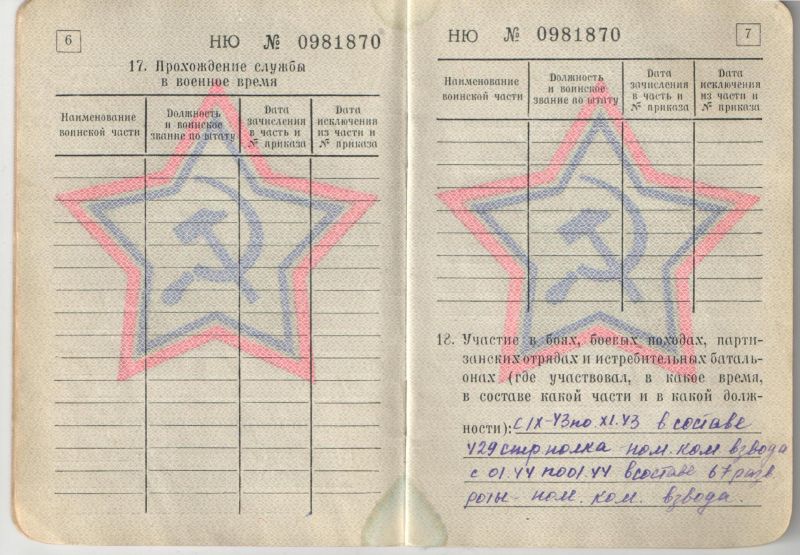 6
НЮ № 0981870
17. Прохождение службы
в военное время
Наименование
воинской части
Должность
и воинское
звание по штату
Дата
зачисления
в часть и
№ приказа
Дата
исключения
из части и
№ приказа
НЮ № 0981870
7
Наименование
воинской части
Должность
и воинское
звание по штату
Дата
зачисления
в часть и
№ приказа
Дата
исключения
из части и
№ приказа
18. Участие в боях, боевых походах, парти-
занских отрядах и истребительных баталь-
онах (где участвовал, в какое время,
в составе какой части и в какой долж-
ности): с IX-43 по XI.43 в составе
429 стр. полка пом. ком взвода
с 01.44 по 01.44 в составе 67 разв.
роты - пом. ком. взвода.